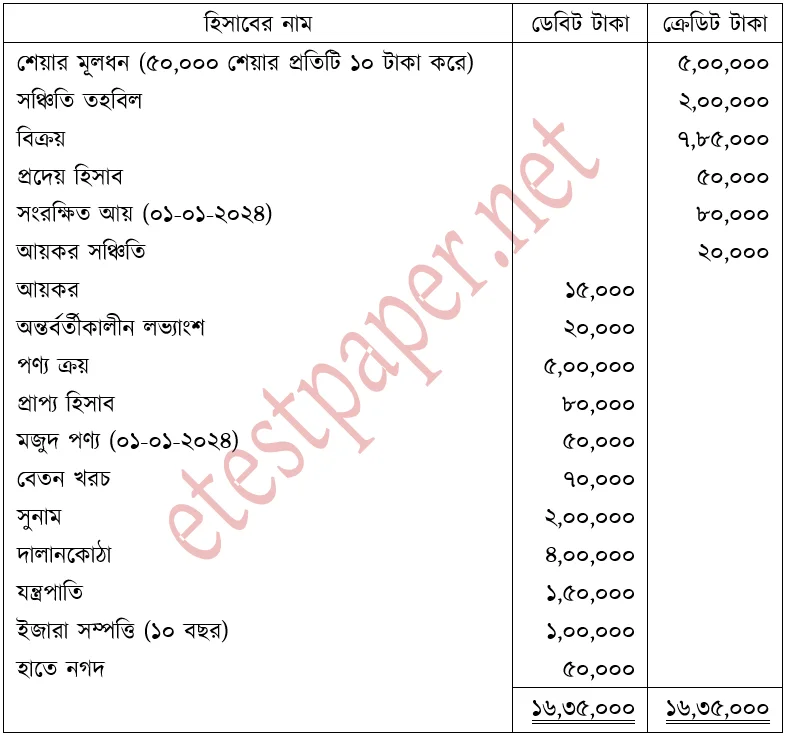 হিসাবের নাম ডেবিট টাকা ক্রেডিট টাকা
শেয়ার মূলধন (৫০,০০০ শেয়ার প্রতিটি ১০ টাকা করে) ৫,০০,০০০
সঞ্চিতি তহবিল ২,০০,০০০
বিক্রয় ৭,৮৫,০০০
প্রদেয় হিসাব ৫০,০০০
সংরক্ষিত আয় (০১-০১-২০২৪) ৮০,০০০
আয়কর সঞ্চিতি ২০,০০০
আয়কর ১৫,০০০
অন্তর্বর্তীকালীন লভ্যাংশ ২০,০০০
পণ্য ক্রয় ৫,০০,০০০
প্রাপ্য হিসাব ৮০,০০০
মজুদ পণ্য (০১-০১-২০২৪) ৫০,০০০
বেতন খরচ ৭০,০০০
সুনাম ২,০০,০০০
দালানকোঠা ৪,০০,০০০
যন্ত্রপাতি ১,৫০,০০০
ইজারা সম্পত্তি (১০ বছর) ১,০০,০০০
হাতে নগদ ৫০,০০০
১৬,৩৫,০০০ ১৬,৩৫,০০০
etestpaper.net